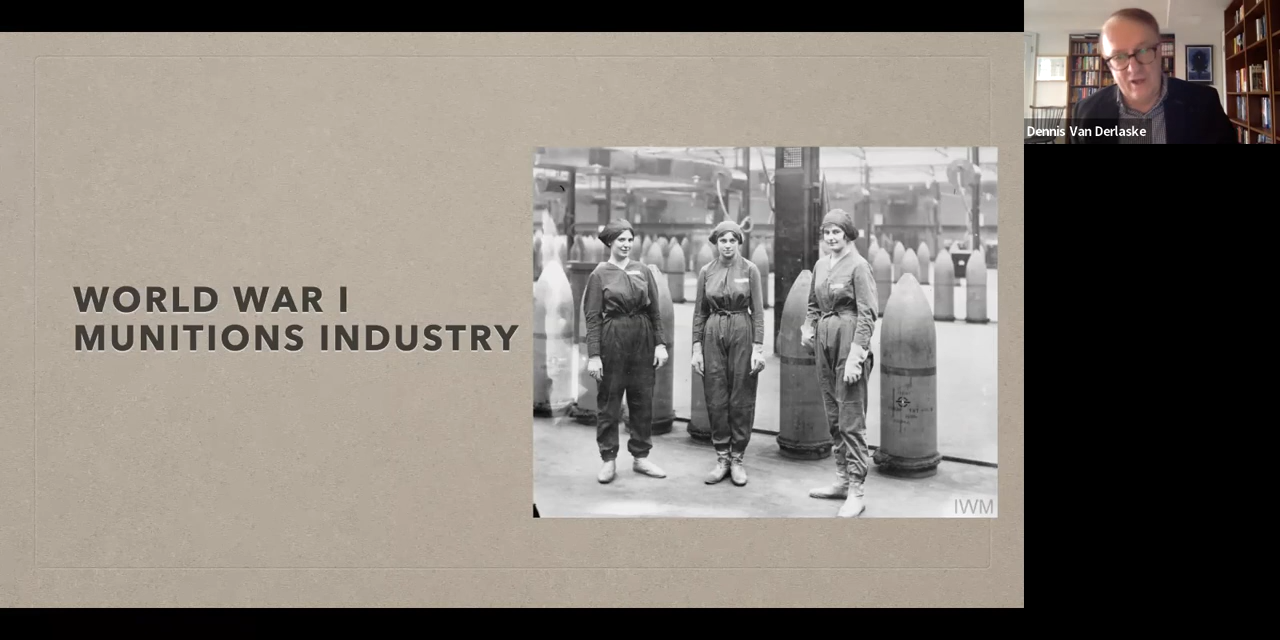 WORLD WAR I
MUNITIONS INDUSTRY
IWM
Dennis Van Derlaske